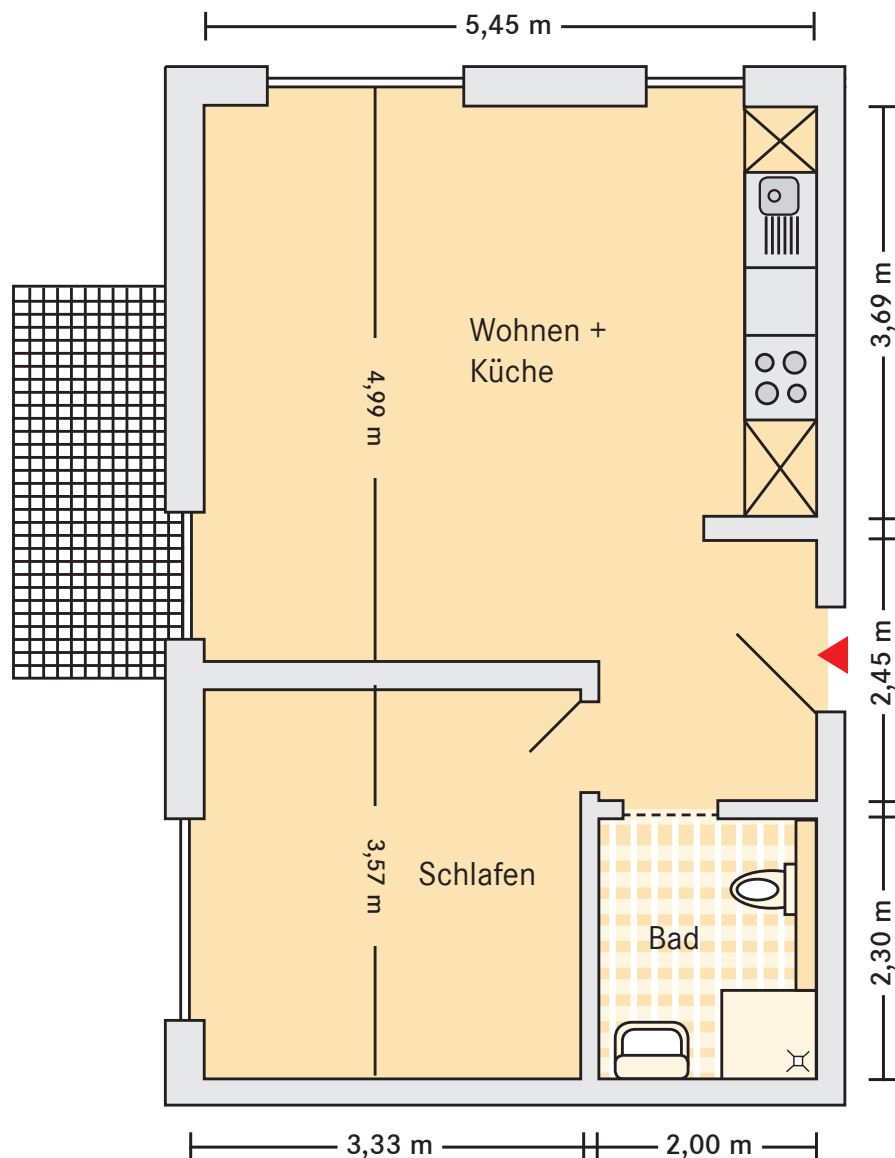 5,45 m
3,69 m
Wohnen +
Küche
4,99 m
2,45 m
3,57 m
Schlafen
Bad
2,30 m
3,33 m
2,00 m